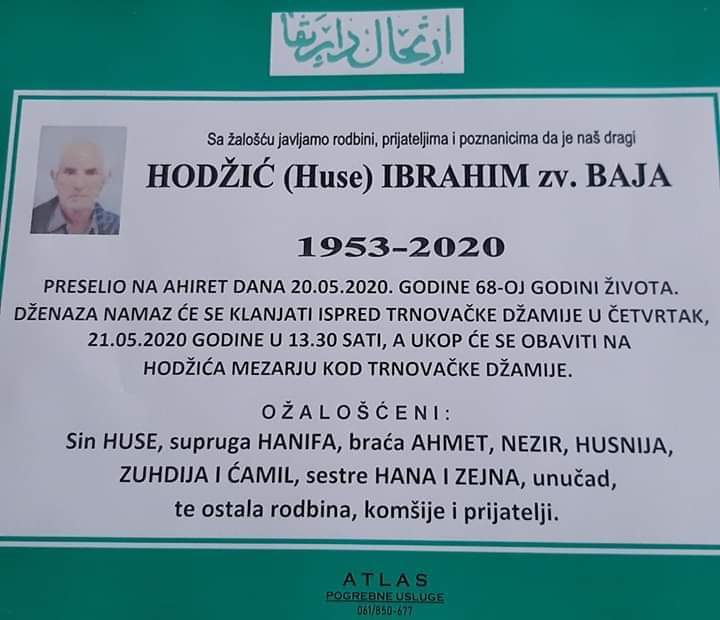 ارتحال دار بقا
Sa žalošću javljamo rodbini, prijateljima i poznanicima da je naš dragi
HODŽIĆ (Huse) IBRAHIM zv. BAJA
1953-2020
PRESELIO NA AHIRET DANA 20.05.2020. GODINE 68-OJ GODINI ŽIVOTA.
DŽENAZA NAMAZ ĆE SE KLANJATI ISPRED TRNOVAČKE DŽAMIJE U ČETVRTAK,
21.05.2020 GODINE U 13.30 SATI, A UKOP ĆE SE OBAVITI NA
HODŽIĆA MEZARJU KOD TRNOVAČKE DŽAMIJE.
OŽALOŠĆENI:
Sin HUSE, supruga HANIFA, braća AHMET, NEZIR, HUSNIJA,
ZUHDIJA I ĆAMIL, sestre HANA I ZEJNA, unučad,
te ostala rodbina, komšije i prijatelji.
ATLAS
POGREBNE USLUGE
061/850-677